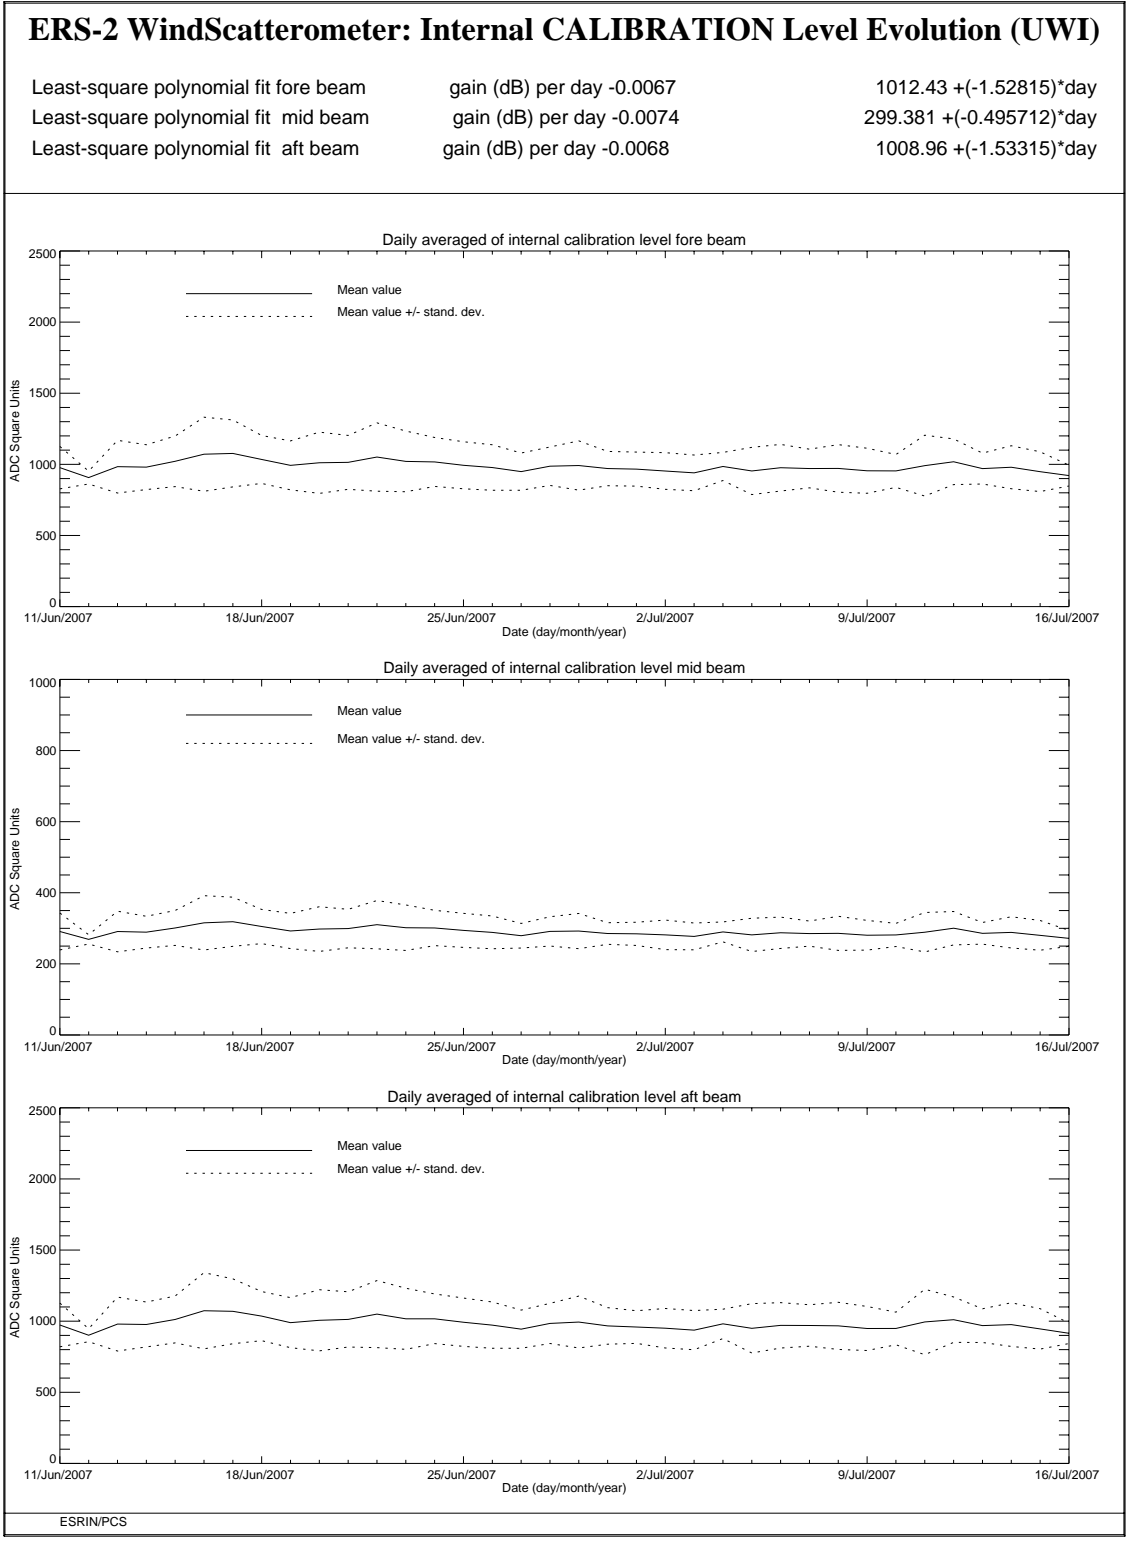 ERS-2 WindScatterometer: Internal CALIBRATION Level Evolution (UWI)
Least-square polynomial fit fore beam gain (dB) per day -0.0067 1012.43 +(-1.52815)*day
Least-square polynomial fit mid beam gain (dB) per day -0.0074 299.381 +(-0.495712)*day
Least-square polynomial fit aft beam gain (dB) per day -0.0068 1008.96 +(-1.53315)*day
Daily averaged of internal calibration level fore beam
2500
Mean value
Mean value +/- stand. dev.
2000
1500
ADC Square Units
1000
500
0
11/Jun/2007 18/Jun/2007 25/Jun/2007 2/Jul/2007 9/Jul/2007 16/Jul/2007
Date (day/month/year)
Daily averaged of internal calibration level mid beam
1000
Mean value
Mean value +/- stand. dev.
800
600
ADC Square Units
400
200
0
11/Jun/2007 18/Jun/2007 25/Jun/2007 2/Jul/2007 9/Jul/2007 16/Jul/2007
Date (day/month/year)
Daily averaged of internal calibration level aft beam
2500
Mean value
Mean value +/- stand. dev.
2000
1500
ADC Square Units
1000
500
0
11/Jun/2007 18/Jun/2007 25/Jun/2007 2/Jul/2007 9/Jul/2007 16/Jul/2007
Date (day/month/year)
ESRIN/PCS